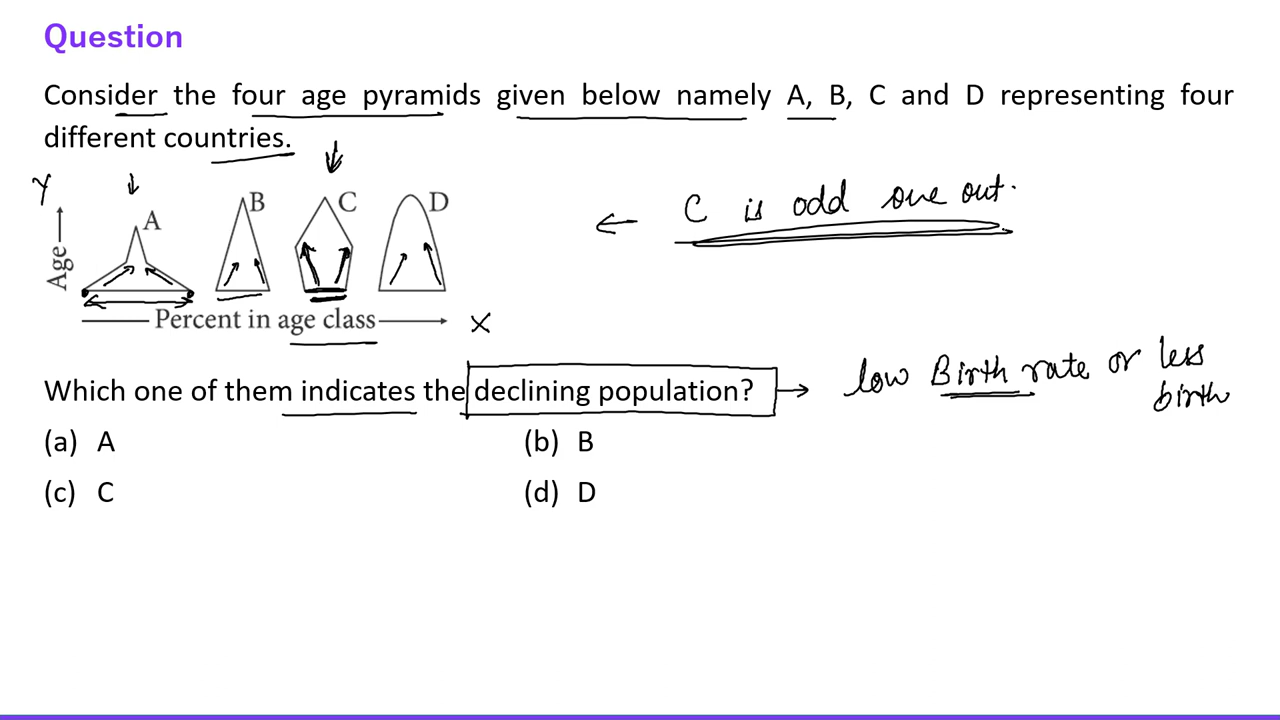 Question
Consider the four age pyramids given below namely A, B, C and D representing four
different countries.
Y
A
B
C
D
C is odd one out.
Age
Percent in age class
X
Which one of them indicates the declining population?
low Birth rate or less
birth
(a) A
(b) B
(c) C
(d) D